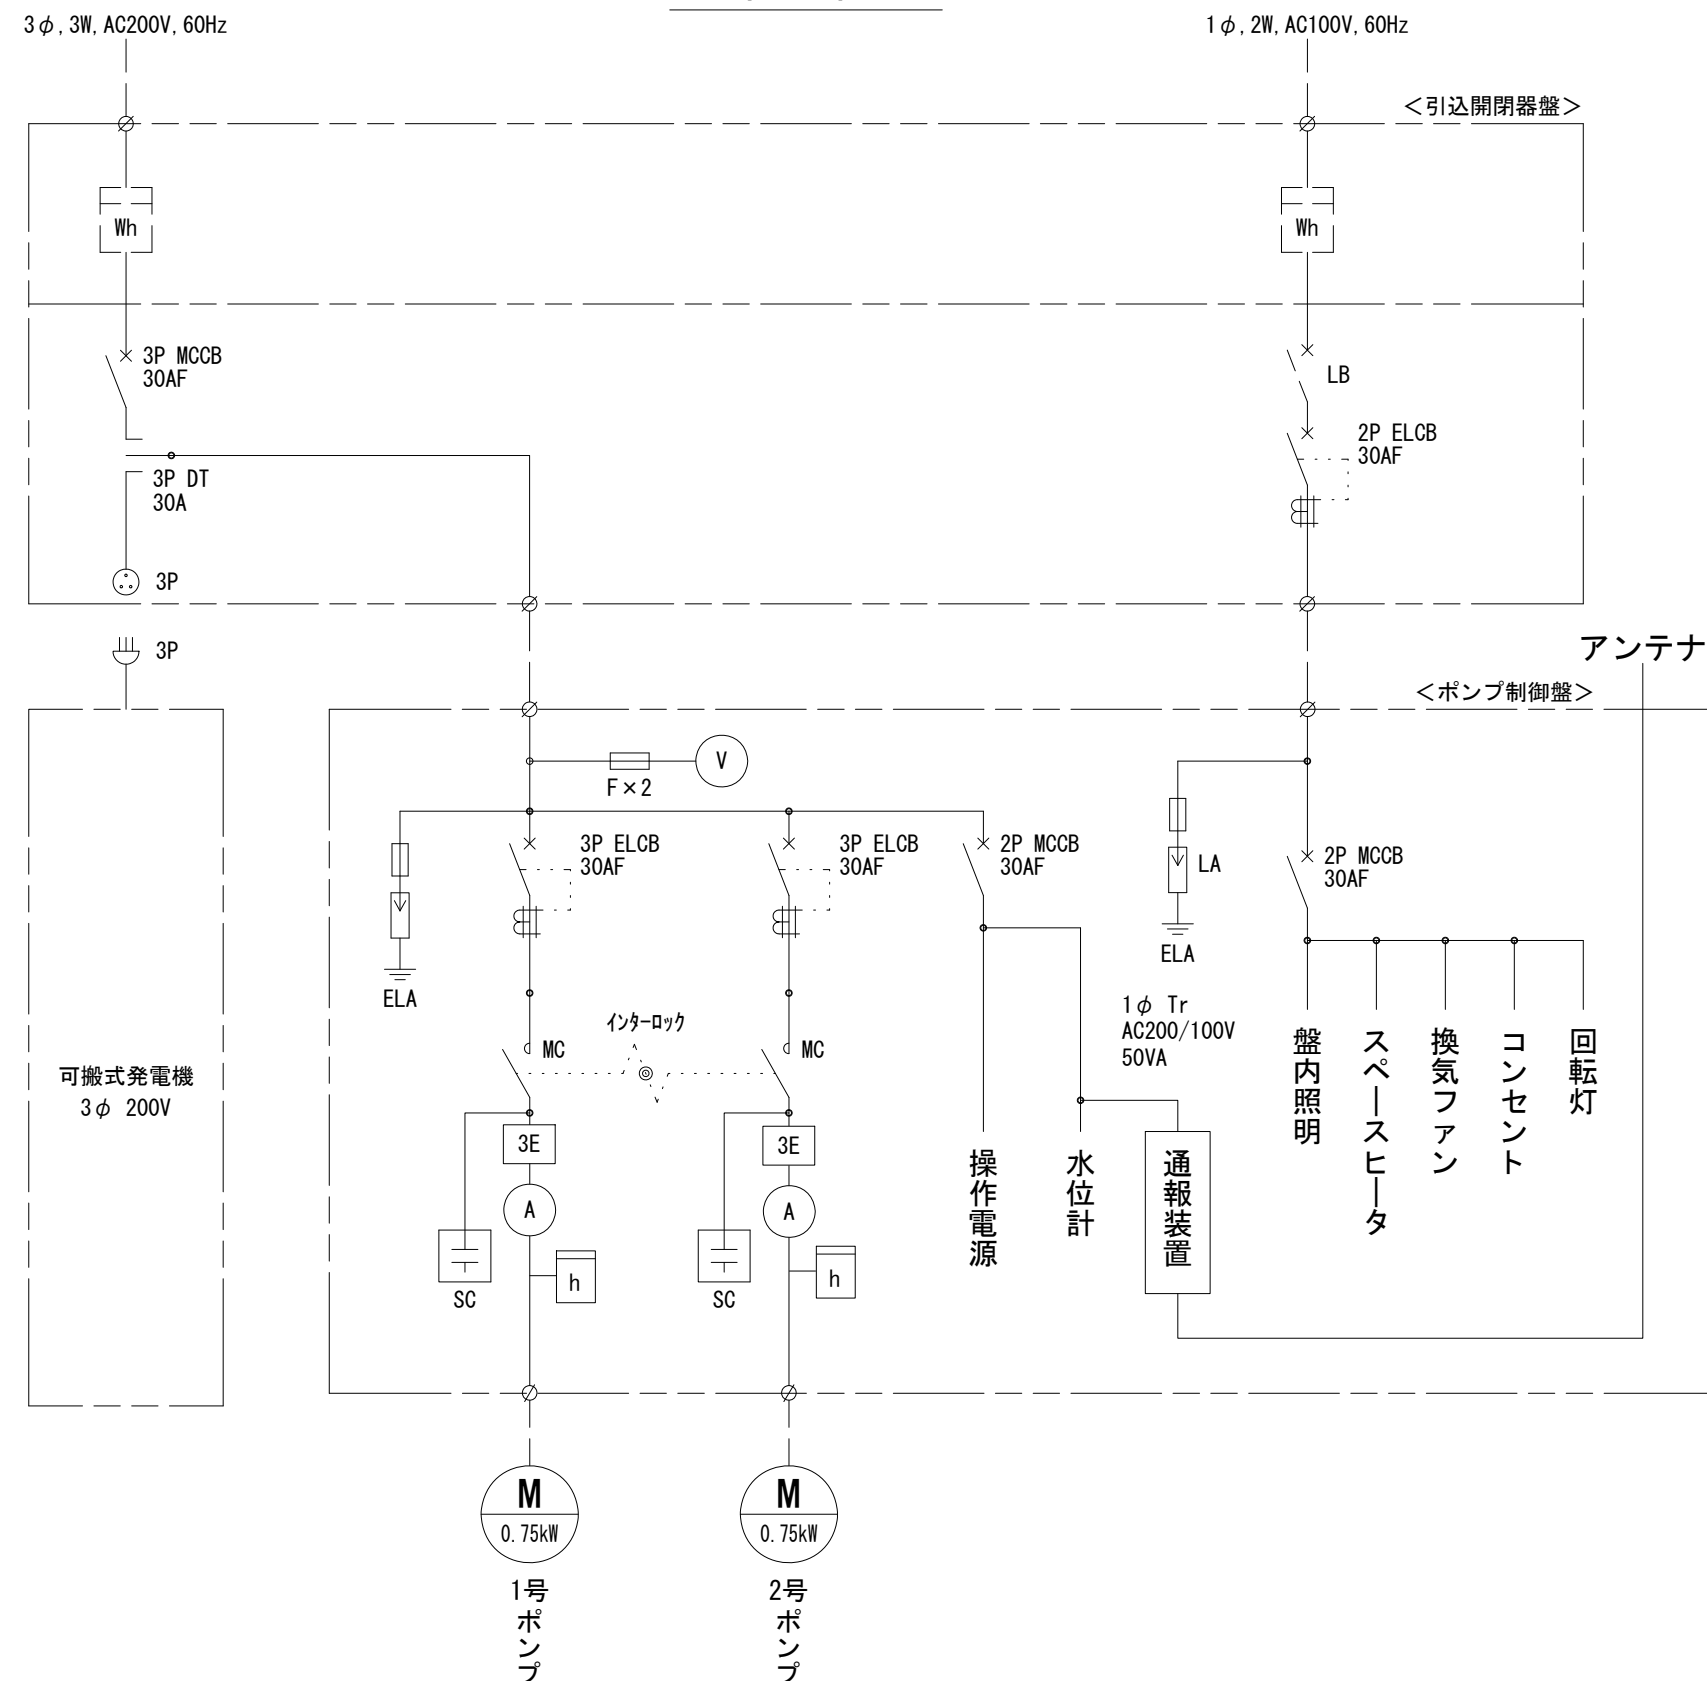 3φ,3W,AC200V,60Hz
1φ,2W,AC100V,60Hz
＜引込開閉器盤＞
Wh
Wh
3P MCCB
30AF
LB
2P ELCB
30AF
3P DT
30A
3P
3P
アンテナ
＜ポンプ制御盤＞
V
F×2
3P ELCB
30AF
3P ELCB
30AF
2P MCCB
30AF
LA
2P MCCB
30AF
ELA
ELA
1φ Tr
AC200/100V
50VA
インターロック
MC
MC
可搬式発電機
3φ 200V
盤内照明
スペースヒータ
換気ファン
コンセント
回転灯
3E
3E
操作電源
水位計
通報装置
A
A
h
h
SC
SC
M
0.75kW
M
0.75kW
1号
ポンプ
2号
ポンプ